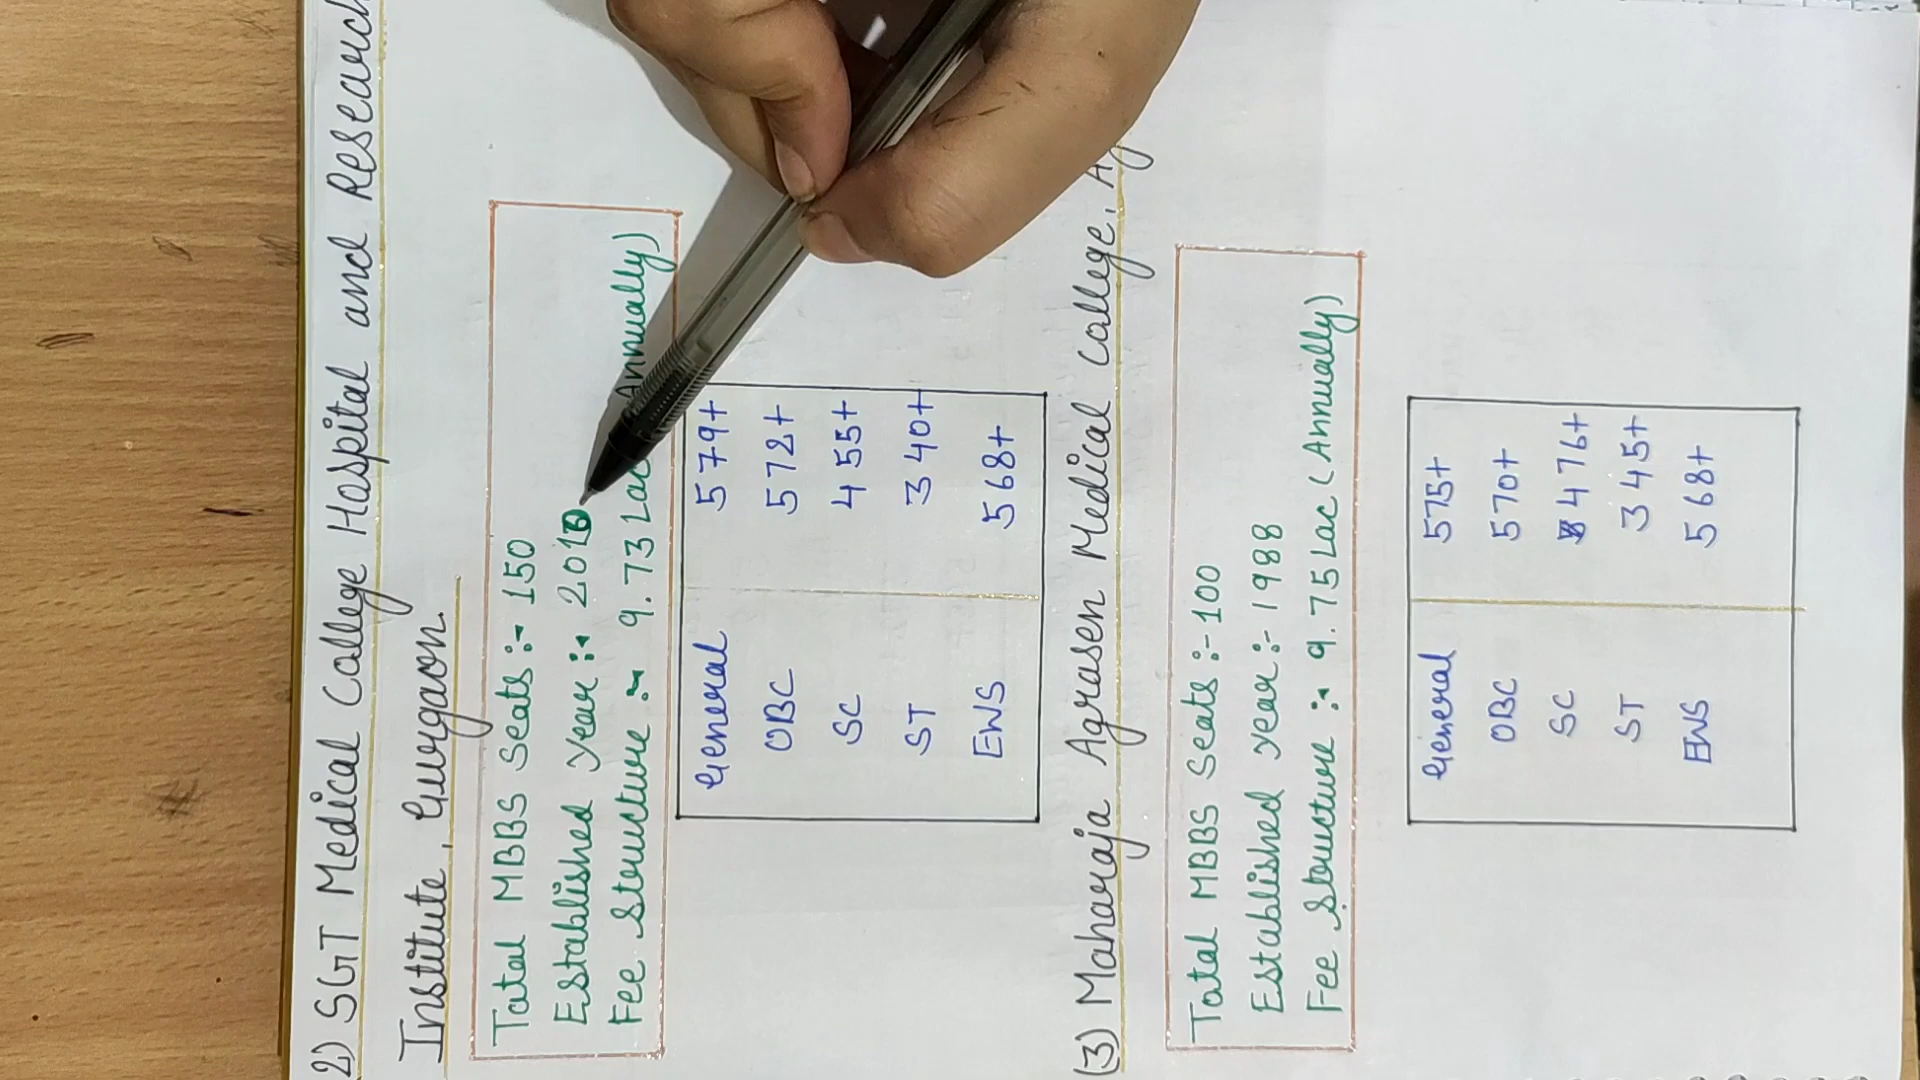 2) SGT Medical College Hospital and Research
Institute, Gurgaon.
Total MBBS Seats :- 150
Established year :- 2010
Fee Structure :- 9.73 Lac Annually)
General 579+
OBC 572+
SC 455+
ST 340+
EWS 568+
(3) Maharaja Agrasen Medical College,
Total MBBS Seats :- 100
Established year :- 1988
Fee Structure :- 9.75 Lac (Annually)
General 575+
OBC 570+
SC 476+
ST 345+
EWS 568+